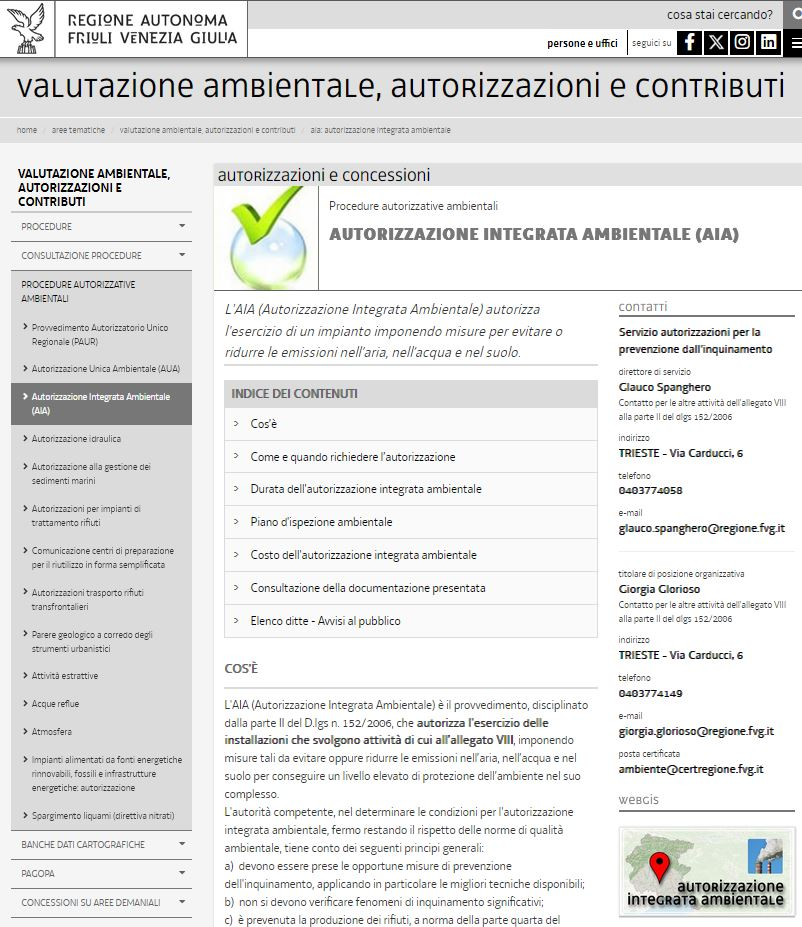 REGIONE AUTONOMA
FRIULI VENEZIA GIULIA
cosa stai cercando?
persone e uffici
seguici su
valutazione ambientale, autorizzazioni e contributi
home / aree tematiche / valutazione ambientale, autorizzazioni e contributi / aia: autorizzazione integrata ambientale
VALUTAZIONE AMBIENTALE,
AUTORIZZAZIONI E
CONTRIBUTI
PROCEDURE
CONSULTAZIONE PROCEDURE
PROCEDURE AUTORIZZATIVE
AMBIENTALI
Provvedimento Autorizzatorio Unico
Regionale (PAUR)
Autorizzazione Unica Ambientale (AUA)
Autorizzazione Integrata Ambientale
(AIA)
Autorizzazione idraulica
Autorizzazione alla gestione dei
sedimenti marini
Autorizzazioni per impianti di
trattamento rifiuti
Comunicazione centri di preparazione
per il riutilizzo in forma semplificata
Autorizzazioni trasporto rifiuti
transfrontalieri
Parere geologico a corredo degli
strumenti urbanistici
Attività estrattive
Acque reflue
Atmosfera
Impianti alimentati da fonti energetiche
rinnovabili, fossili e infrastrutture
energetiche: autorizzazione
Spargimento liquami (direttiva nitrati)
BANCHE DATI CARTOGRAFICHE
PAGOPA
CONCESSIONI SU AREE DEMANIALI
autorizzazioni e concessioni
Procedure autorizzative ambientali
AUTORIZZAZIONE INTEGRATA AMBIENTALE (AIA)
L'AIA (Autorizzazione Integrata Ambientale) autorizza
l'esercizio di un impianto imponendo misure per evitare o
ridurre le emissioni nell'aria, nell'acqua e nel suolo.
INDICE DEI CONTENUTI
Cos'è
Come e quando richiedere l'autorizzazione
Durata dell'autorizzazione integrata ambientale
Piano d'ispezione ambientale
Costo dell'autorizzazione integrata ambientale
Consultazione della documentazione presentata
Elenco ditte - Avvisi al pubblico
COS'È
L'AIA (Autorizzazione Integrata Ambientale) è il provvedimento, disciplinato
dalla parte II del D.lgs n. 152/2006, che autorizza l'esercizio delle
installazioni che svolgono attività di cui all'allegato VIII, imponendo
misure tali da evitare oppure ridurre le emissioni nell'aria, nell'acqua e nel
suolo per conseguire un livello elevato di protezione dell'ambiente nel suo
complesso.
L'autorità competente, nel determinare le condizioni per l'autorizzazione
integrata ambientale, fermo restando il rispetto delle norme di qualità
ambientale, tiene conto dei seguenti principi generali:
a) devono essere prese le opportune misure di prevenzione
dell'inquinamento, applicando in particolare le migliori tecniche disponibili;
b) non si devono verificare fenomeni di inquinamento significativi;
c) è prevenuta la produzione dei rifiuti, a norma della parte quarta del
contatti
Servizio autorizzazioni per la
prevenzione dall'inquinamento
direttore di servizio
Glauco Spanghero
Contatto per le altre attività dell'allegato VIII
alla parte II del dlgs 152/2006
indirizzo
TRIESTE - Via Carducci, 6
telefono
0403774058
e-mail
glauco.spanghero@regione.fvg.it
titolare di posizione organizzativa
Giorgia Glorioso
Contatto per le altre attività dell'allegato VIII
alla parte II del dlgs 152/2006
indirizzo
TRIESTE - Via Carducci, 6
telefono
0403774149
e-mail
giorgia.glorioso@regione.fvg.it
posta certificata
ambiente@certregione.fvg.it
webgis
autorizzazione
integrata ambientale